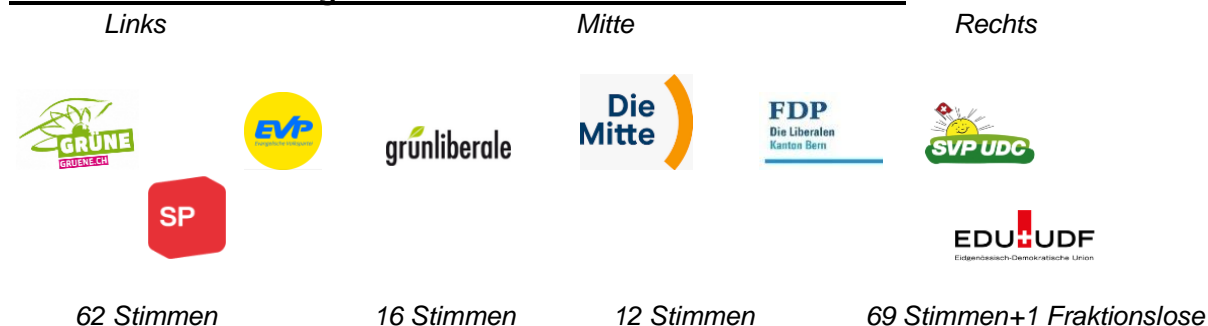 Links Mitte Rechts
GRÜNE
GRUENE.CH
EVP
Evangelische Volkspartei
grünliberale
Die
Mitte
FDP
Die Liberalen
Kanton Bern
SVP UDC
SP
EDU UDF
Eidgenössisch-Demokratische Union
62 Stimmen 16 Stimmen 12 Stimmen 69 Stimmen+1 Fraktionslose